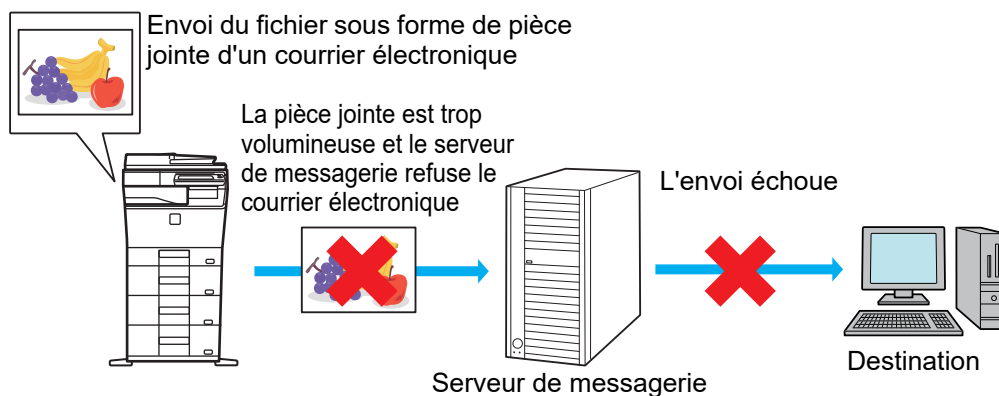 Envoi du fichier sous forme de pièce
jointe d'un courrier électronique
La pièce jointe est trop
volumineuse et le serveur
de messagerie refuse le
courrier électronique
L'envoi échoue
Serveur de messagerie
Destination